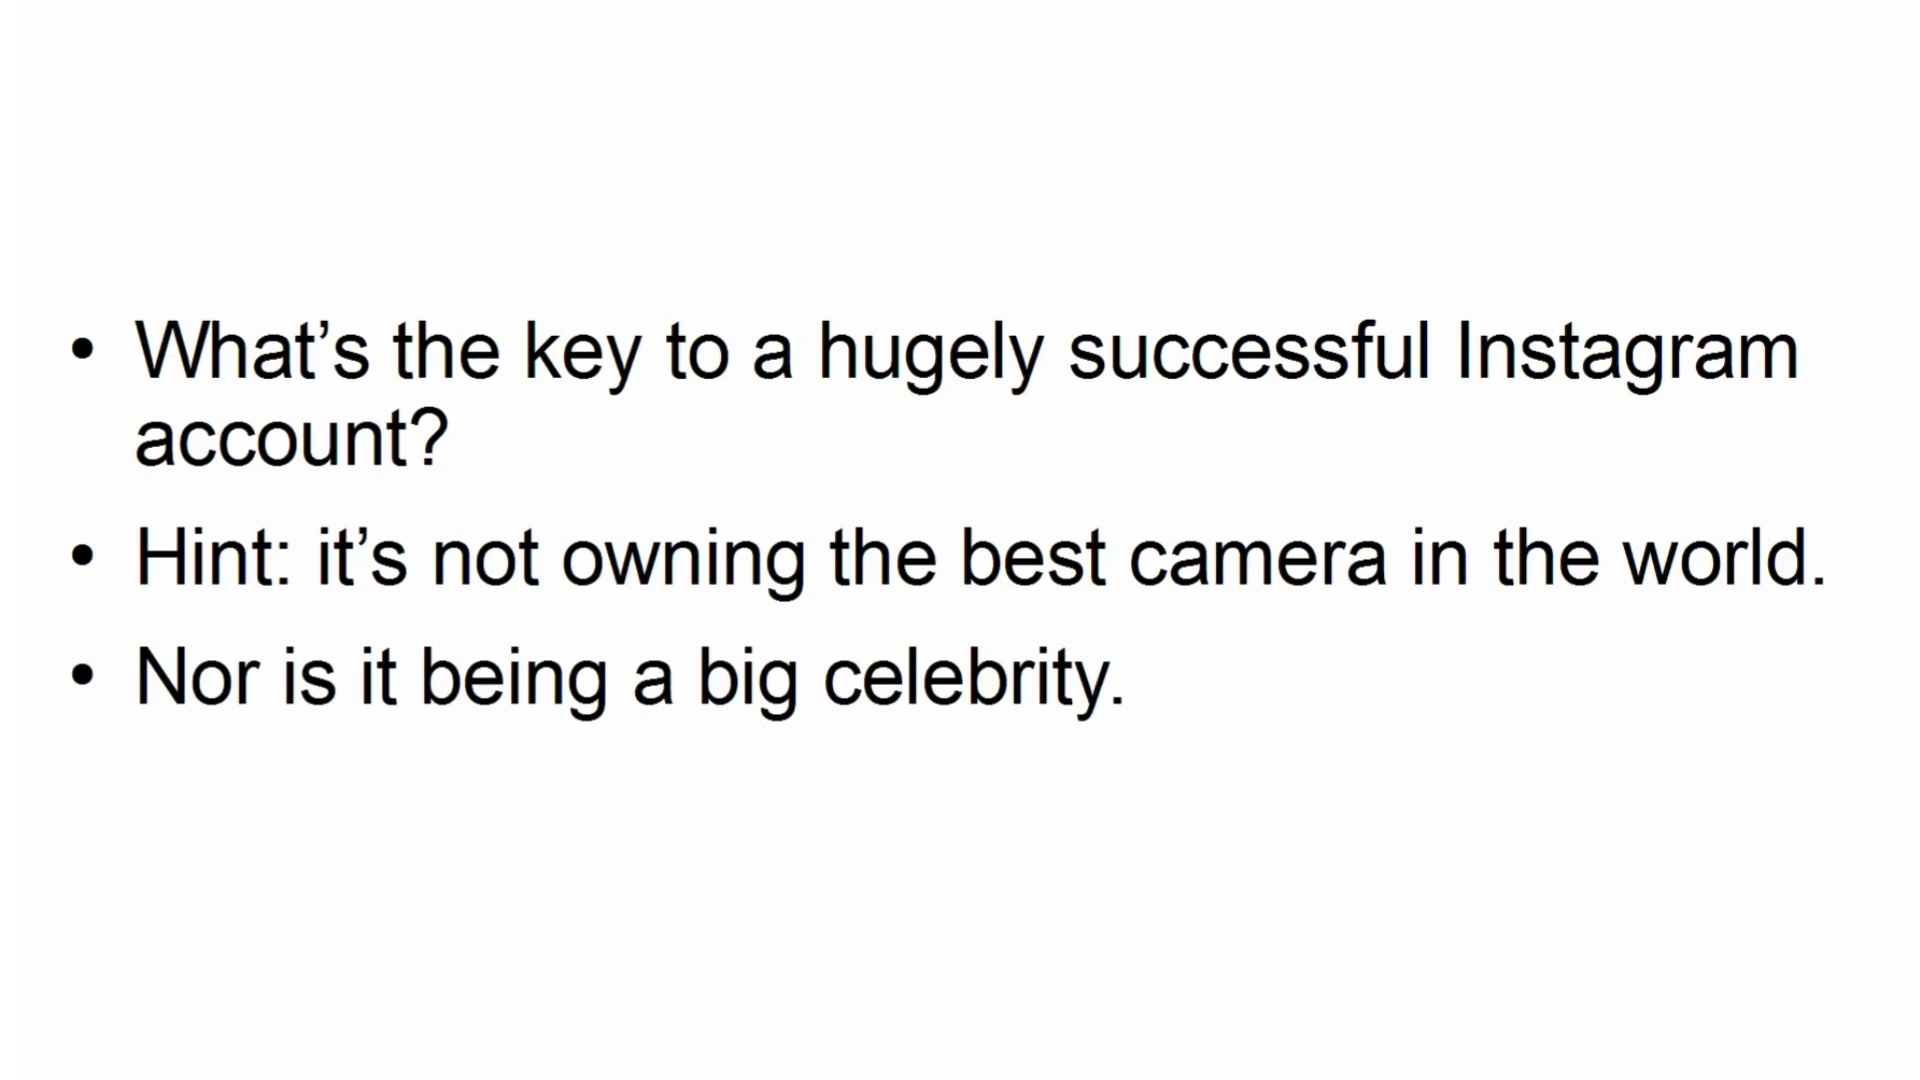 • What’s the key to a hugely successful Instagram
account?
• Hint: it’s not owning the best camera in the world.
• Nor is it being a big celebrity.